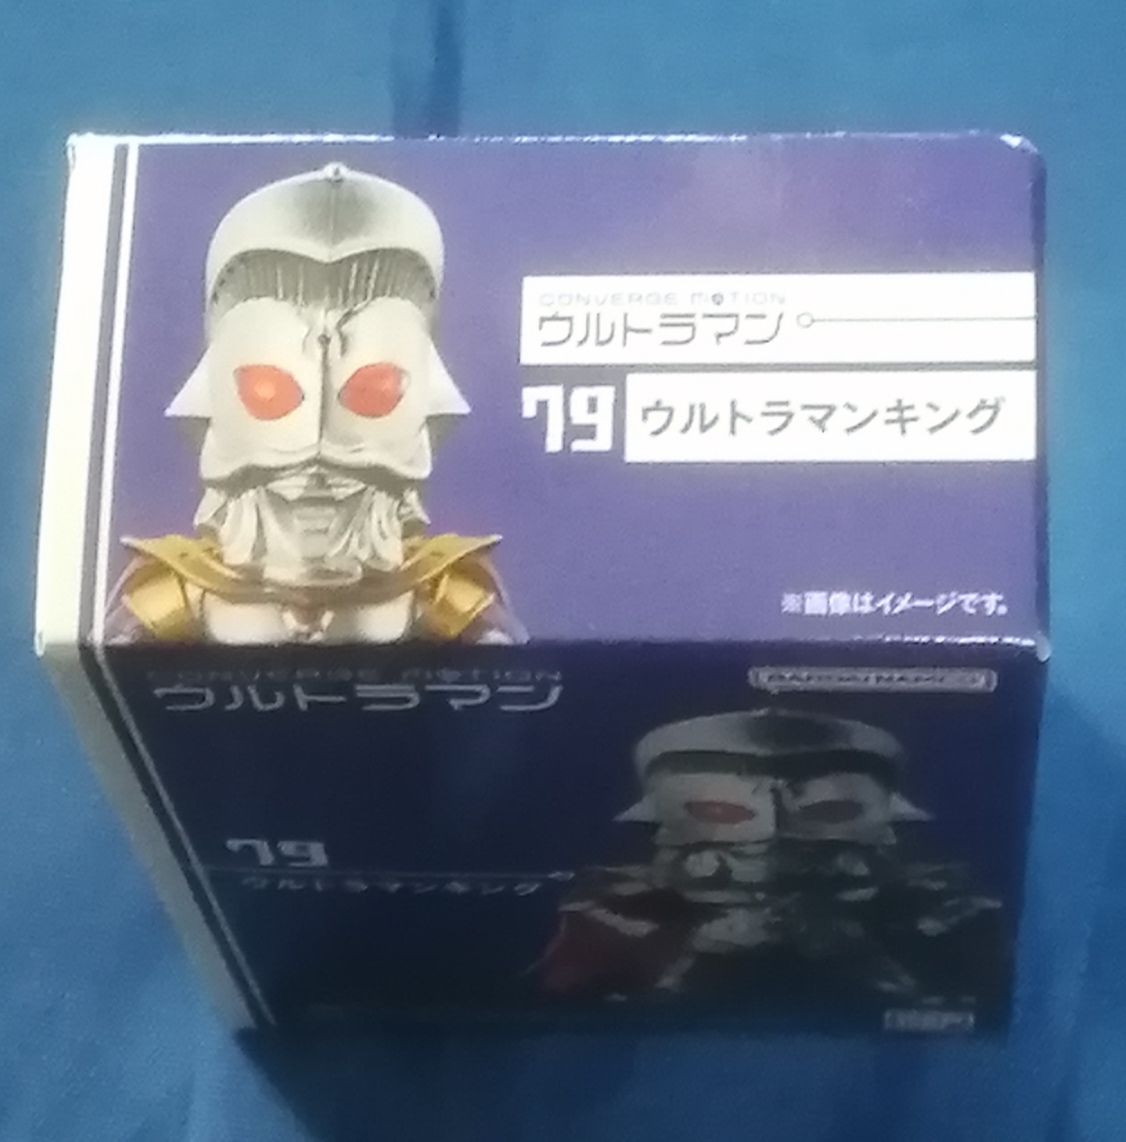 CONVERGE MOTION
ウルトラマン
79 ウルトラマンキング
※画像はイメージです。
CONVERGE MOTION
ウルトラマン
BANDAI NAMCO
79
ウルトラマンキング